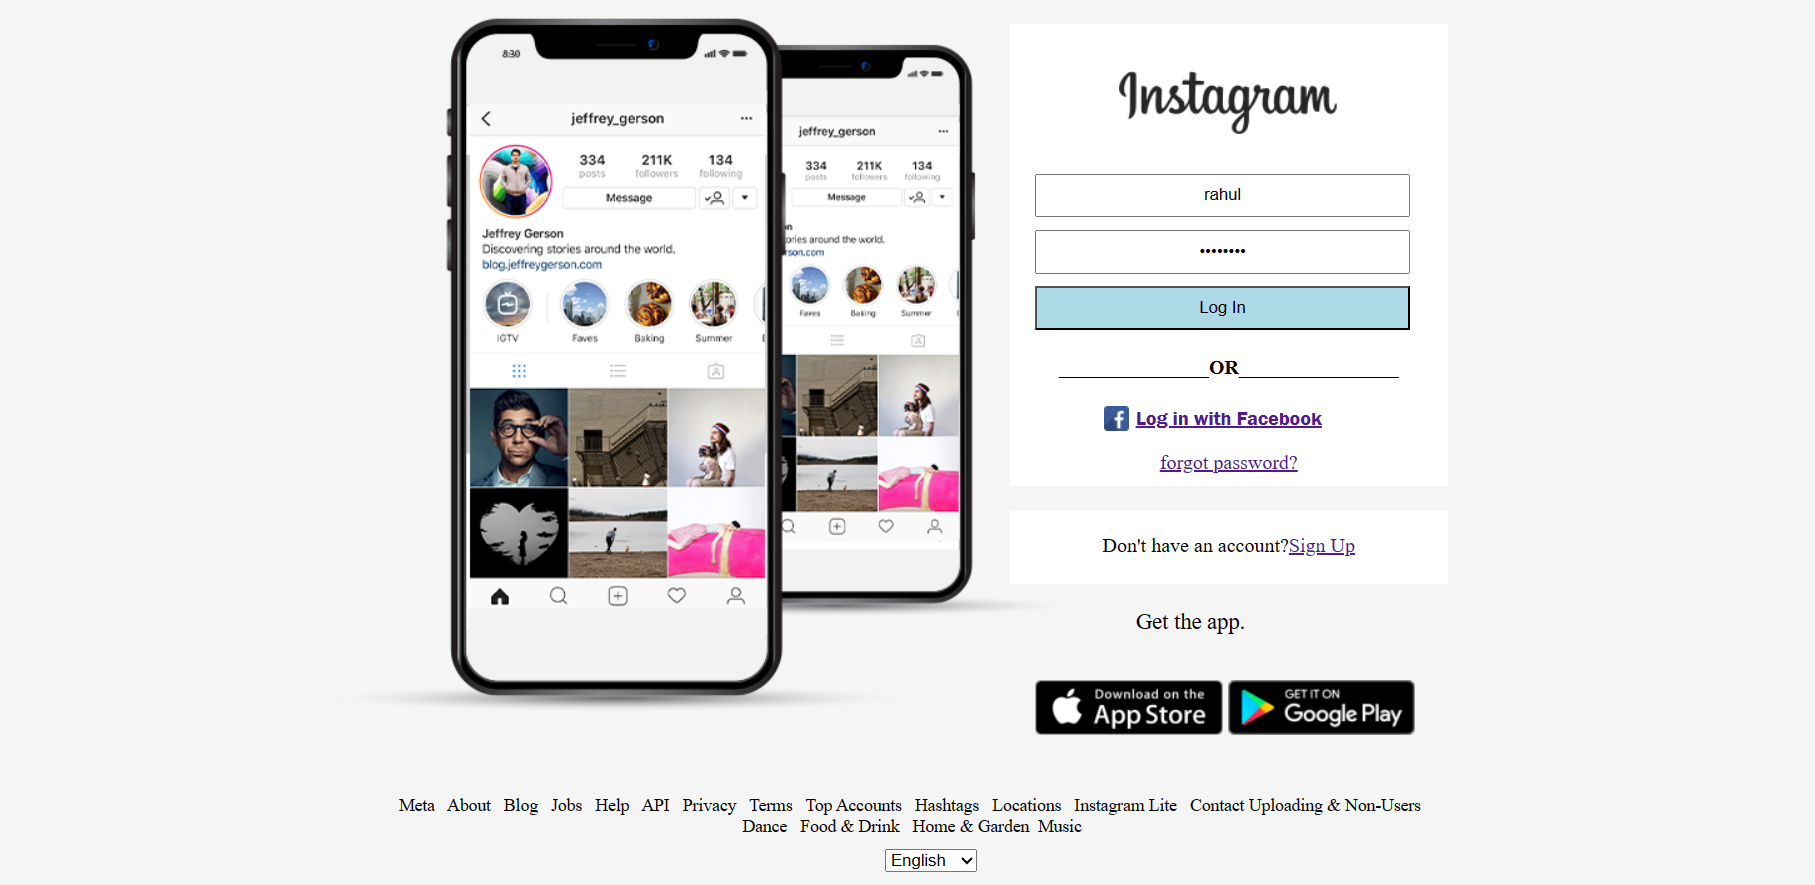 8:30
jeffrey_gerson
334 211K 134
posts followers following
Message
Jeffrey Gerson
Discovering stories around the world.
blog.jeffreygerson.com
IGTV Faves Baking Summer
jeffrey_gerson
334 211K 134
posts followers following
Message
ories around the world.
rson.com
Faves Baking Summer
Instagram
rahul
••••••••
Log In
OR
Log in with Facebook
forgot password?
Don't have an account?Sign Up
Get the app.
Download on the
App Store
GET IT ON
Google Play
Meta About Blog Jobs Help API Privacy Terms Top Accounts Hashtags Locations Instagram Lite Contact Uploading & Non-Users
Dance Food & Drink Home & Garden Music
English